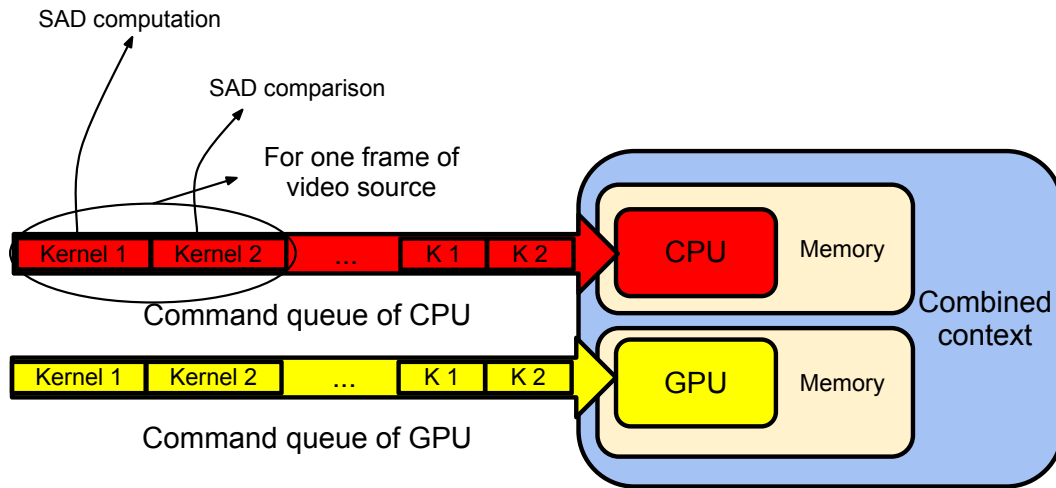 SAD computation
SAD comparison
For one frame of
video source
Kernel 1 Kernel 2 ... K 1 K 2
CPU
Memory
Command queue of CPU
Combined
context
Kernel 1 Kernel 2 ... K 1 K 2
GPU
Memory
Command queue of GPU